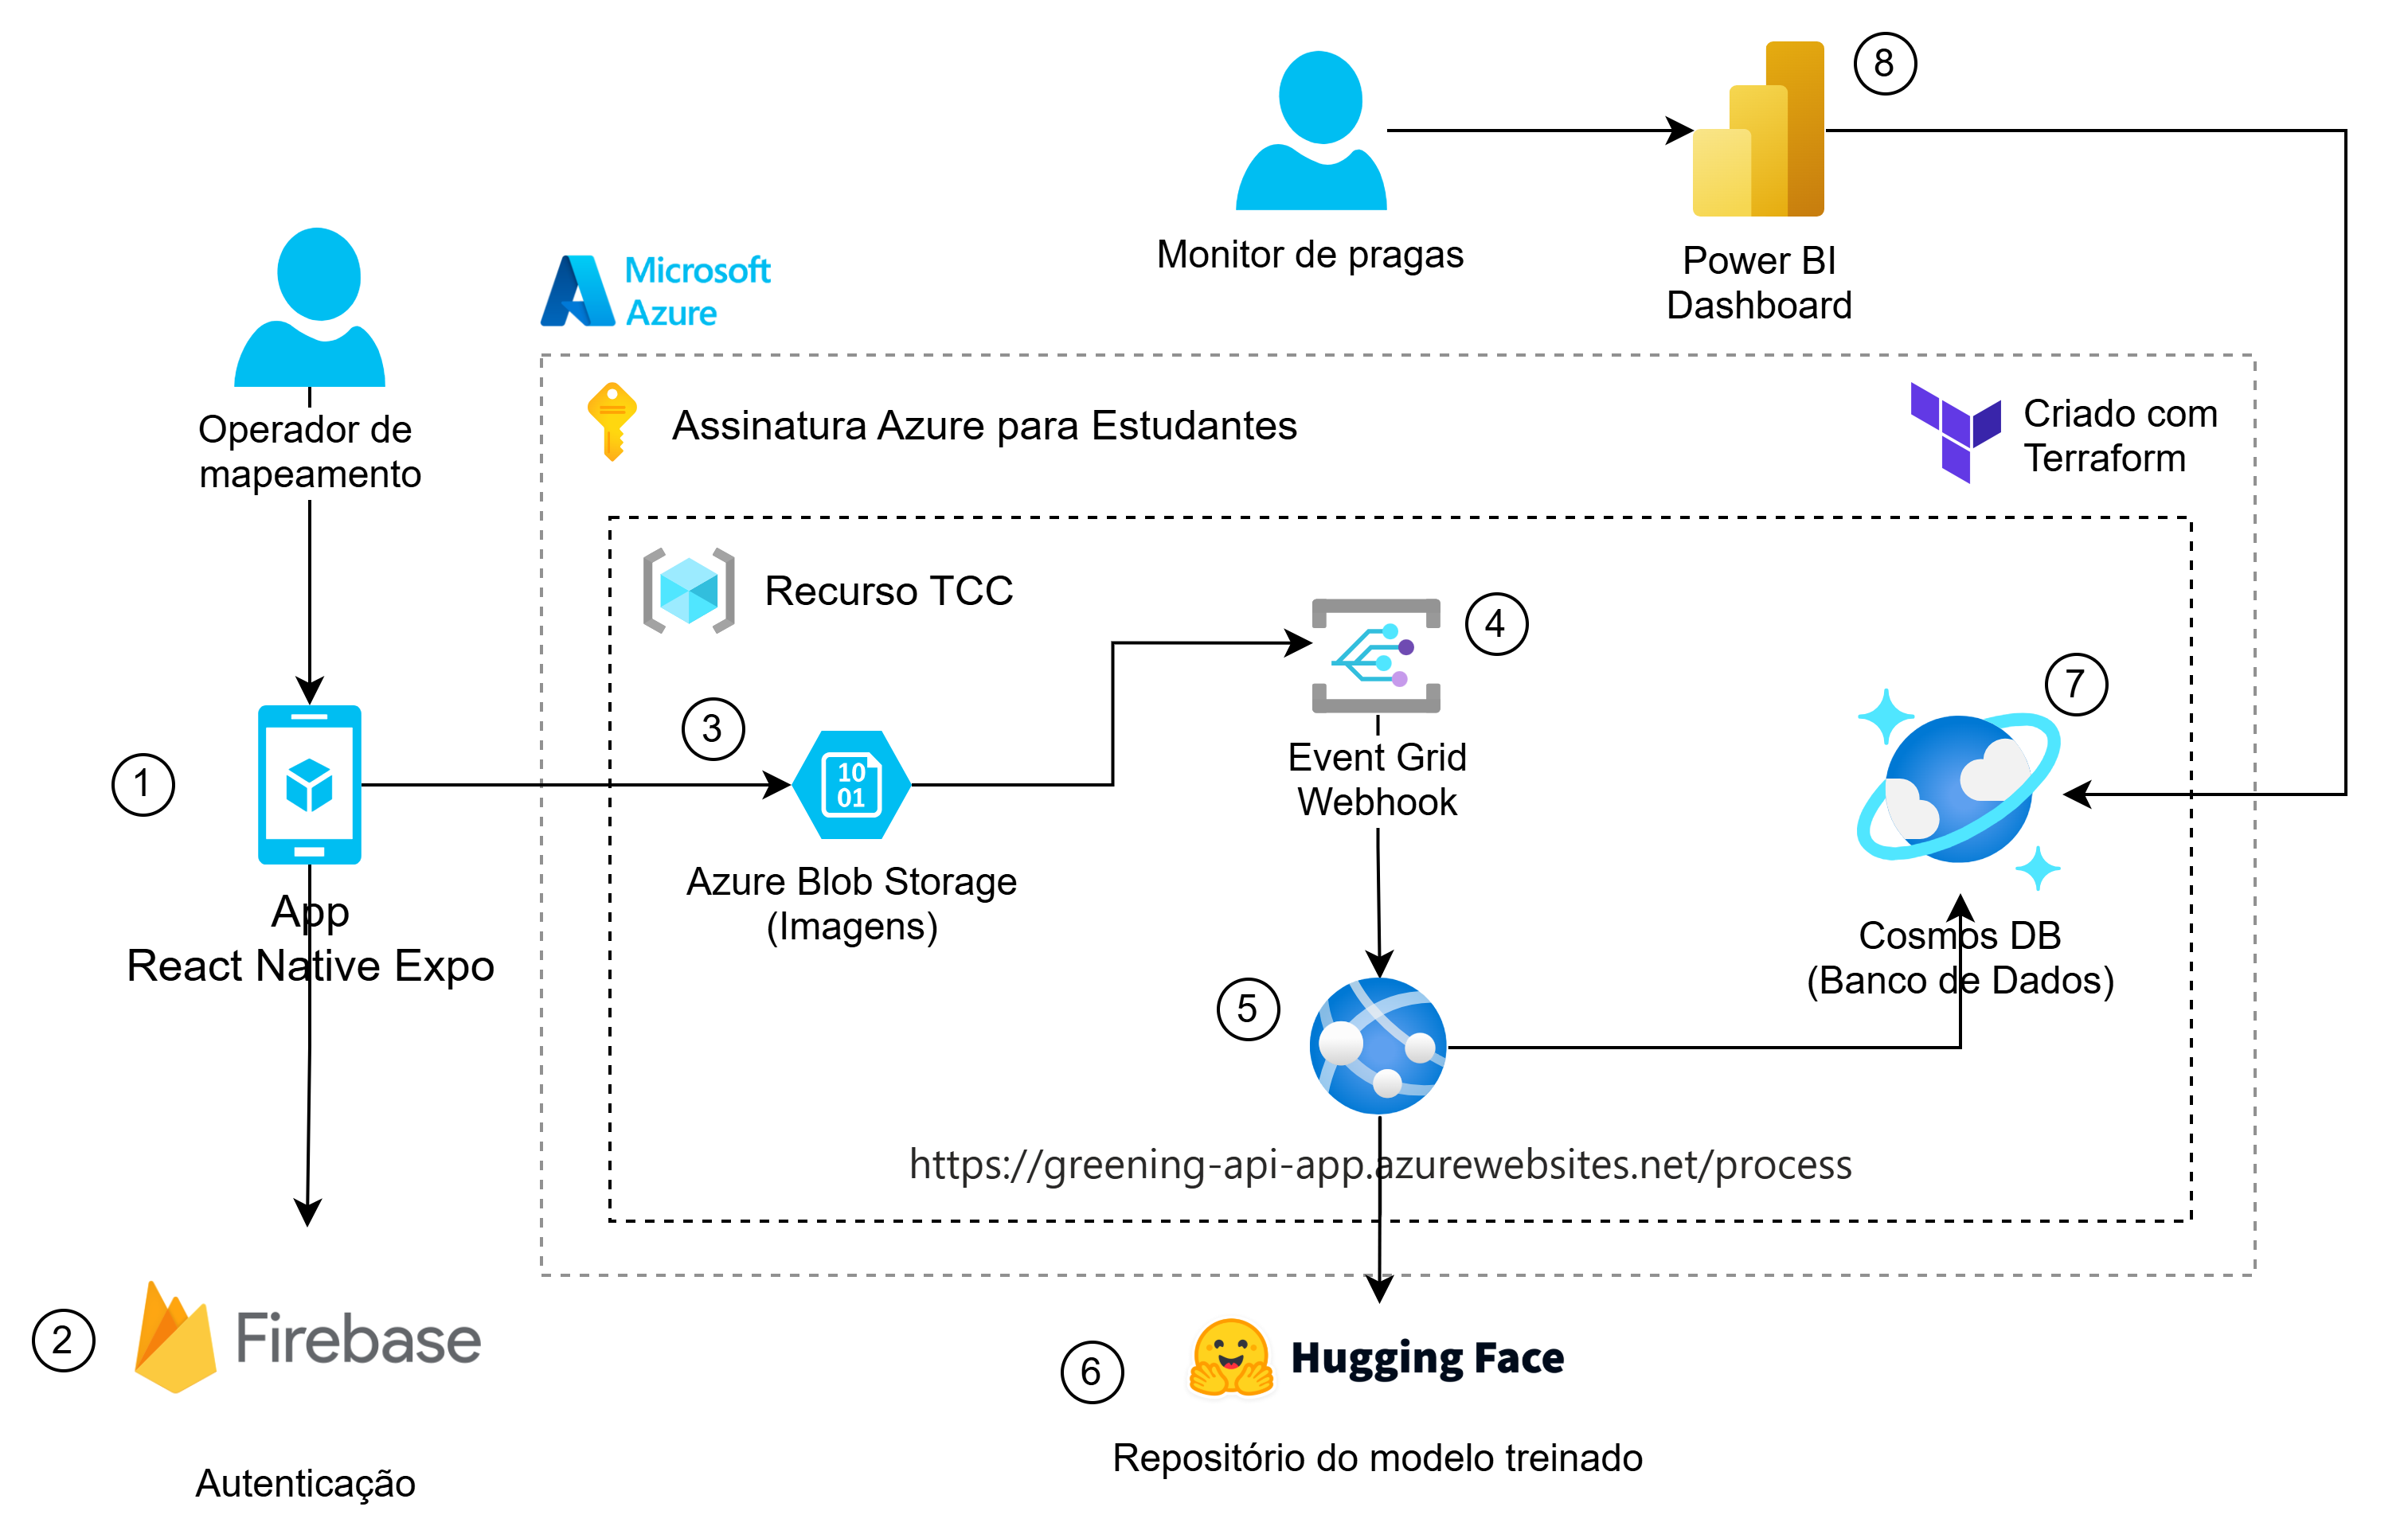 8
Monitor de pragas
Power BI
Dashboard
Microsoft
Azure
Operador de
mapeamento
Assinatura Azure para Estudantes
Criado com
Terraform
Recurso TCC
4
3
10
01
7
1
Event Grid
Webhook
Azure Blob Storage
(Imagens)
App
React Native Expo
Cosmos DB
(Banco de Dados)
5
https://greening-api-app.azurewebsites.net/process
2
Firebase
6
Hugging Face
Repositório do modelo treinado
Autenticação